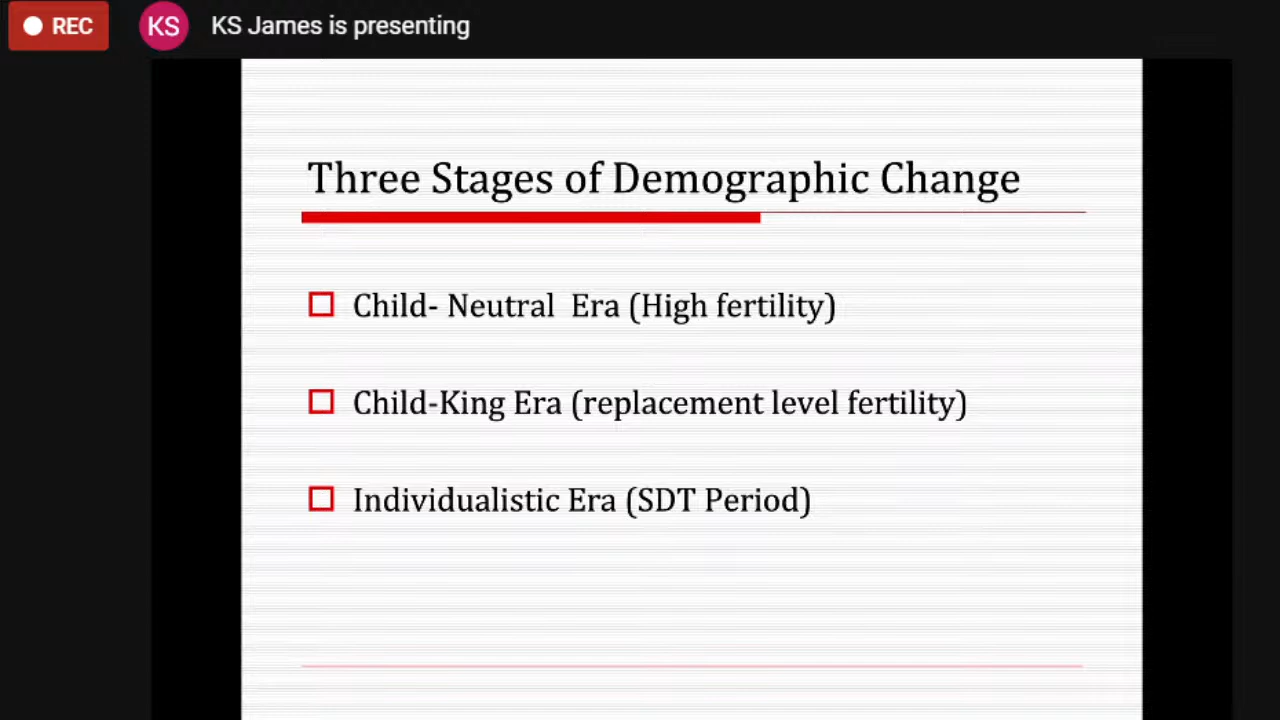 REC
KS
KS James is presenting
Three Stages of Demographic Change
Child- Neutral  Era (High fertility)
Child-King Era (replacement level fertility)
Individualistic Era (SDT Period)